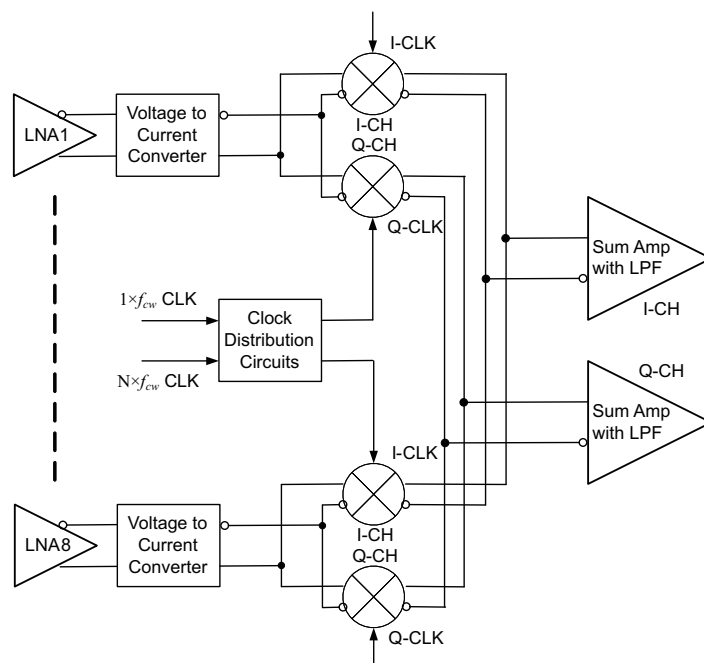 I-CLK
LNA1
Voltage to
Current
Converter
I-CH
Q-CH
Q-CLK
Sum Amp
with LPF
I-CH
1×fcw CLK
N×fcw CLK
Clock
Distribution
Circuits
Q-CH
Sum Amp
with LPF
I-CLK
LNA8
Voltage to
Current
Converter
I-CH
Q-CH
Q-CLK